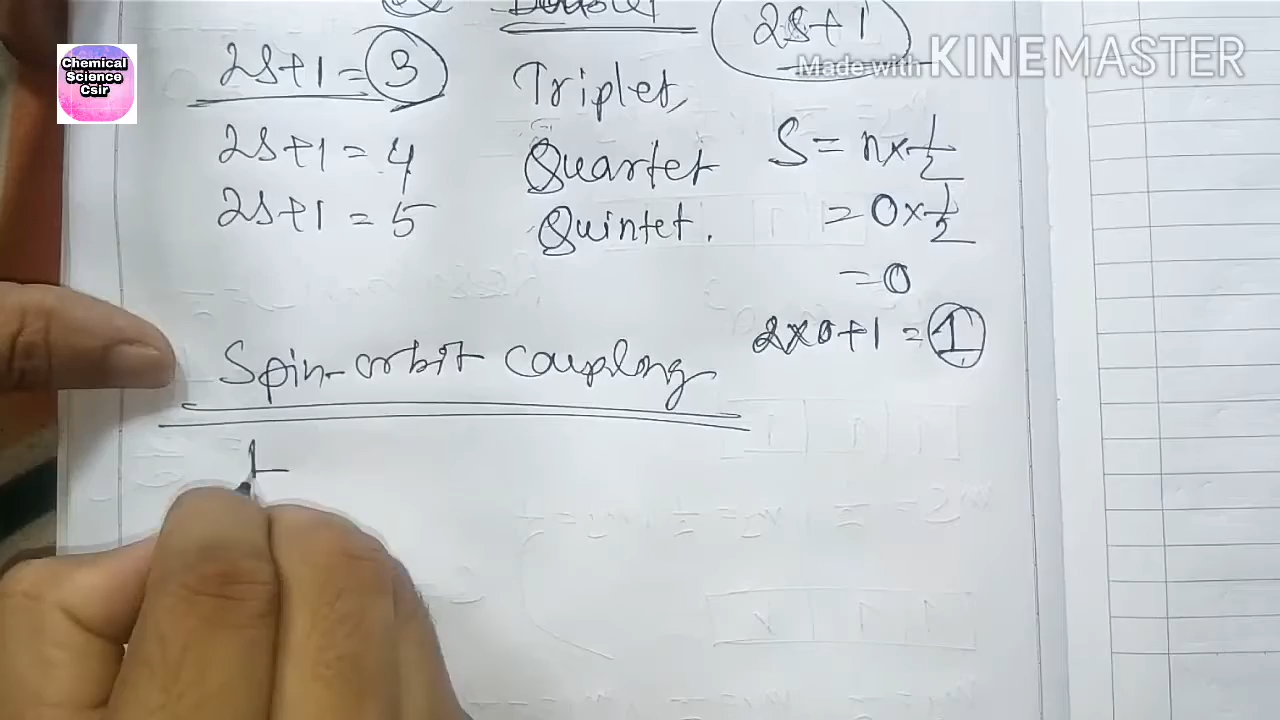 Chemical
Science
Csir
Made with KINEMASTER
2s+1
2s+1 = 3 Triplet
2s+1 = 4 Quartet
2s+1 = 5 Quintet.
S = n×1/2
= 0×1/2
= 0
2×0+1 = 1
Spin-orbit Coupling